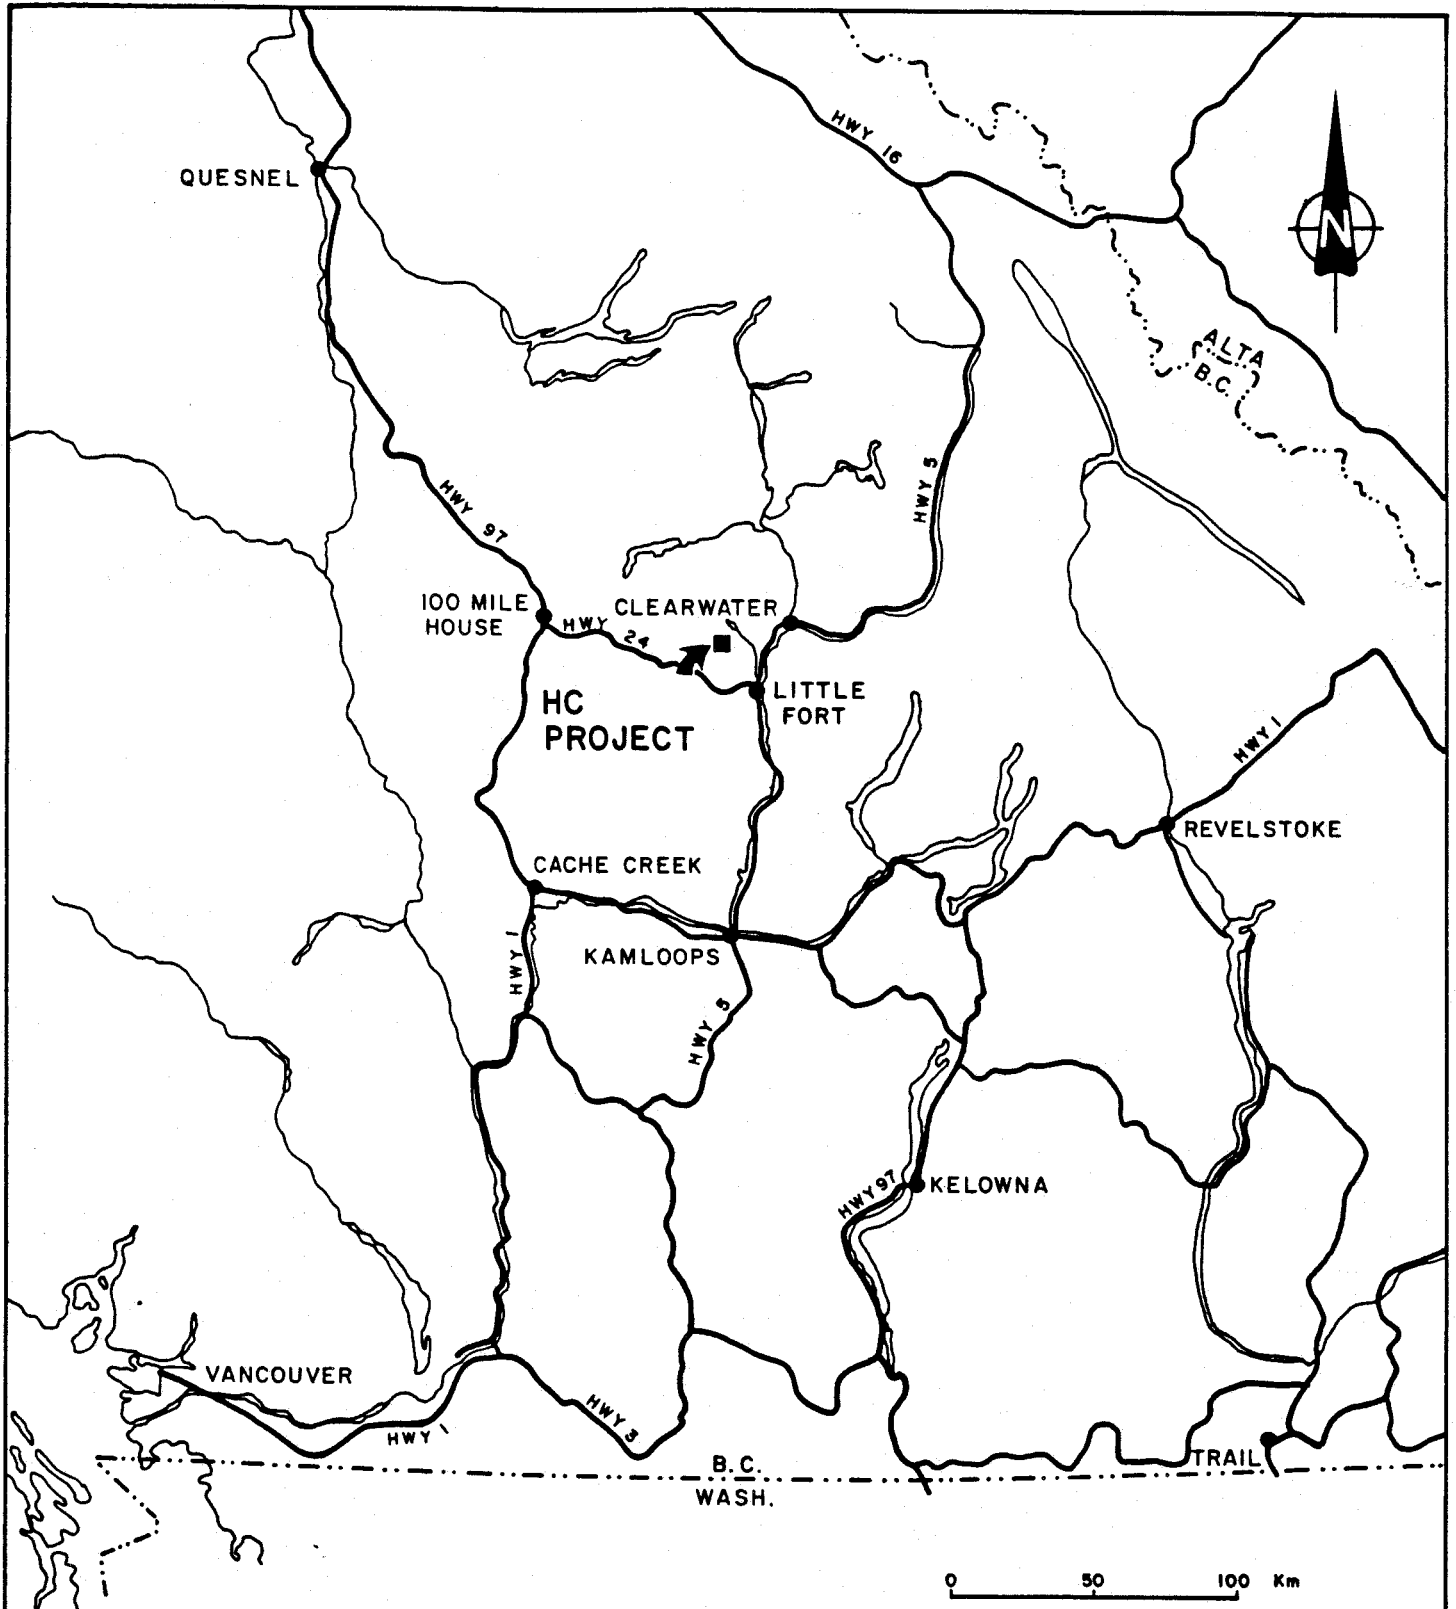 HWY 16
QUESNEL
N
ALTA
B.C.
HWY 5
HWY 97
100 MILE
HOUSE
CLEARWATER
HWY 24
HC
PROJECT
LITTLE
FORT
HWY 1
REVELSTOKE
CACHE CREEK
KAMLOOPS
HWY 1
HWY 5
HWY 97
KELOWNA
VANCOUVER
HWY 1
HWY 3
B.C.
WASH.
TRAIL
0 50 100 Km